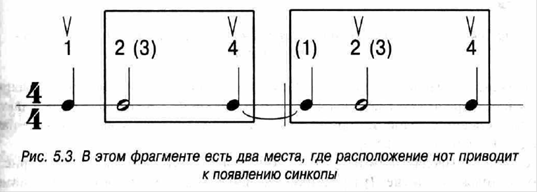 V V V V
1 2 (3) 4 (1) 2 (3) 4
4
4
Рис. 5.3. В этом фрагменте есть два места, где расположение нот приводит
к появлению синкопы